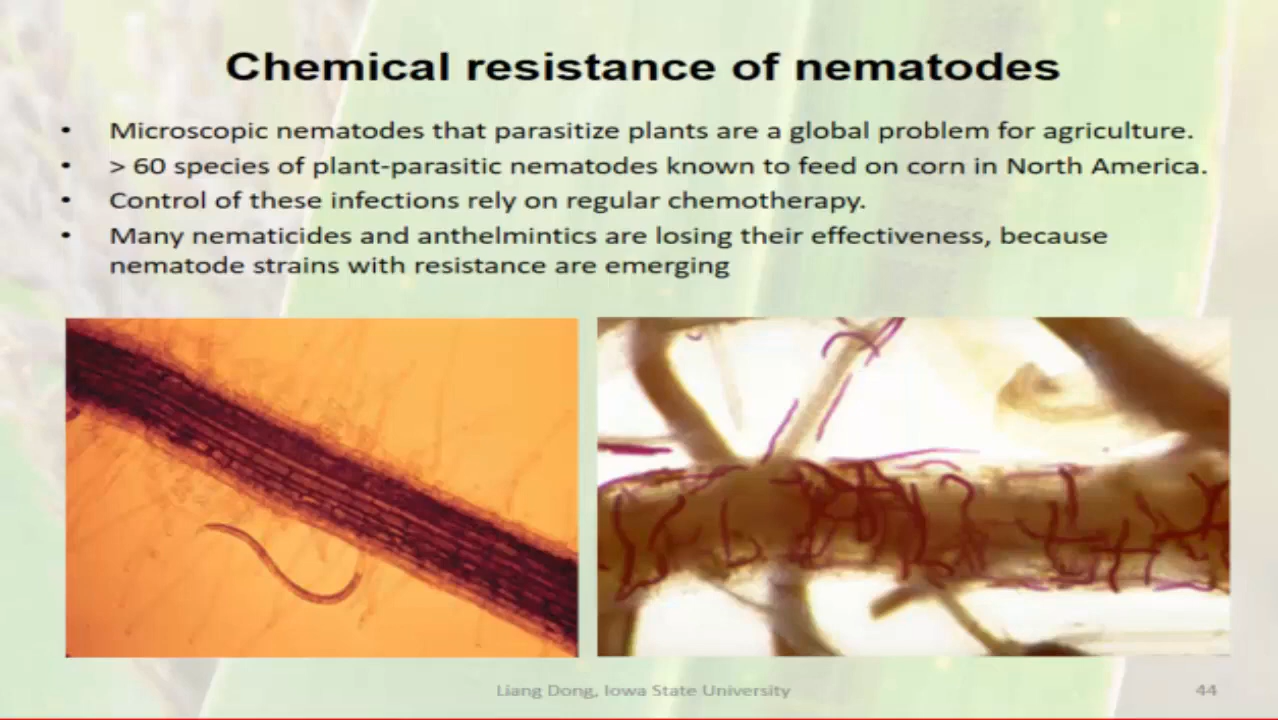 Chemical resistance of nematodes
• Microscopic nematodes that parasitize plants are a global problem for agriculture.
• > 60 species of plant-parasitic nematodes known to feed on corn in North America.
• Control of these infections rely on regular chemotherapy.
• Many nematicides and anthelmintics are losing their effectiveness, because
nematode strains with resistance are emerging
Liang Dong, Iowa State University
44